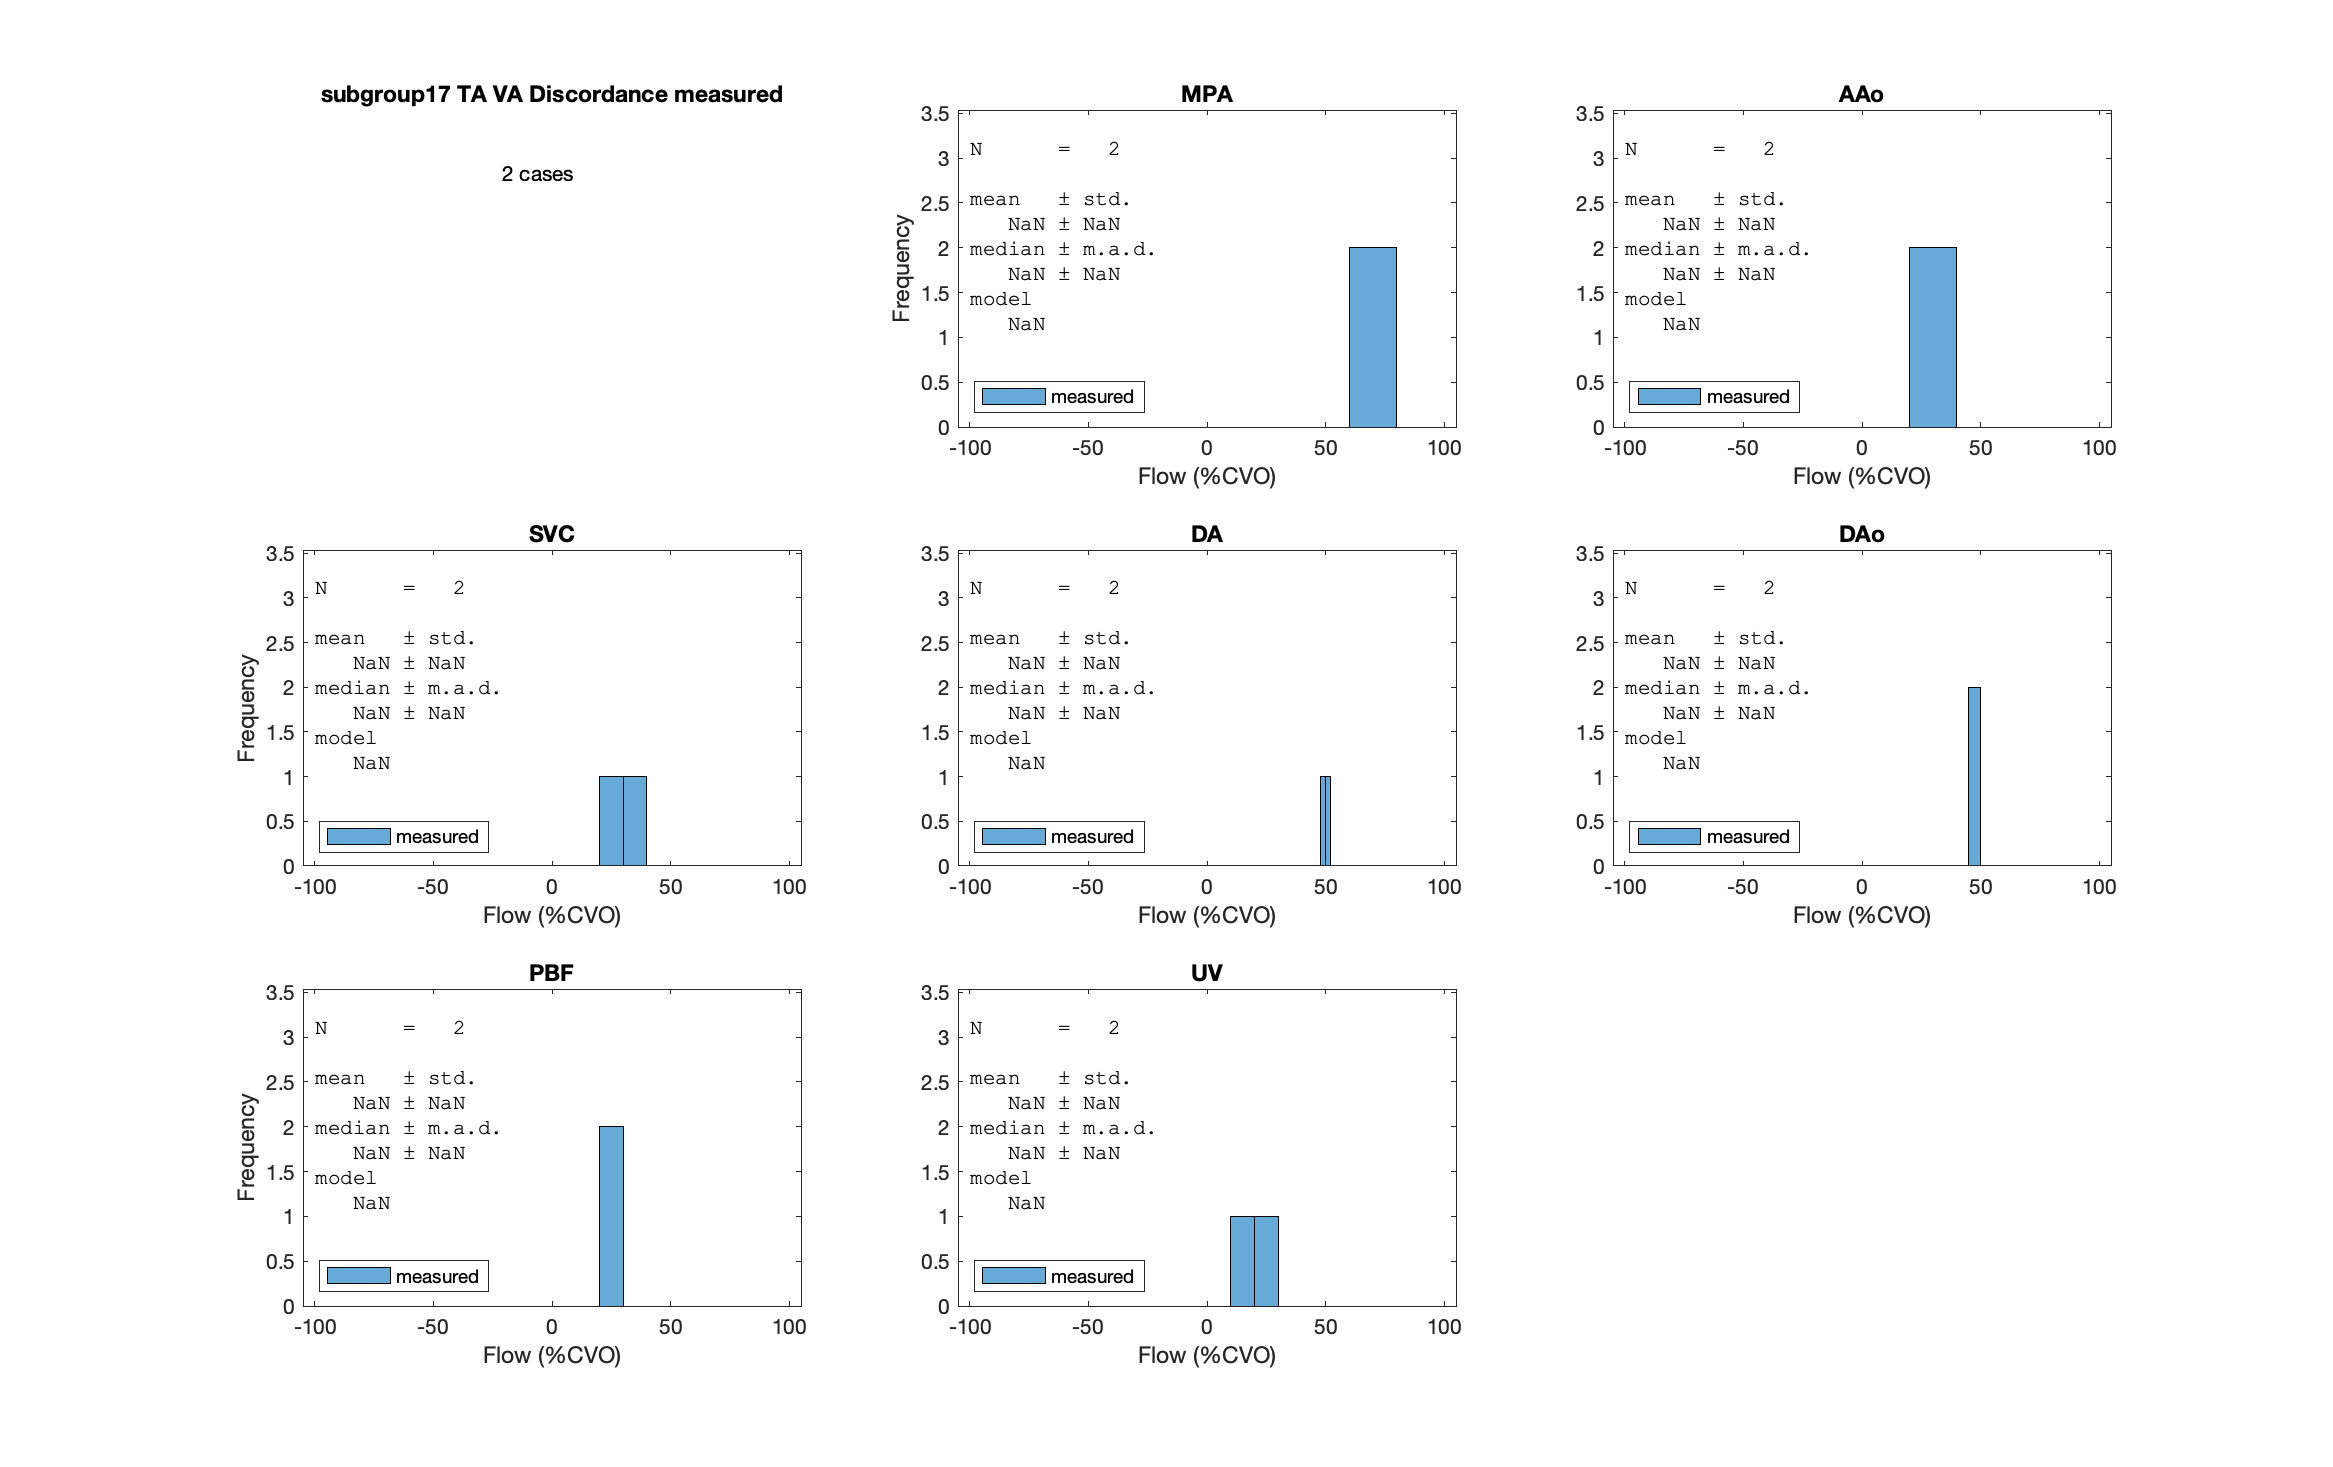 subgroup17 TA VA Discordance measured
2 cases
MPA
3.5
3
2.5
2
1.5
1
0.5
0
Frequency
N = 2
mean ± std.
NaN ± NaN
median ± m.a.d.
NaN ± NaN
model
NaN
measured
-100 -50 0 50 100
Flow (%CVO)
AAo
3.5
3
2.5
2
1.5
1
0.5
0
N = 2
mean ± std.
NaN ± NaN
median ± m.a.d.
NaN ± NaN
model
NaN
measured
-100 -50 0 50 100
Flow (%CVO)
SVC
3.5
3
2.5
2
1.5
1
0.5
0
Frequency
N = 2
mean ± std.
NaN ± NaN
median ± m.a.d.
NaN ± NaN
model
NaN
measured
-100 -50 0 50 100
Flow (%CVO)
DA
3.5
3
2.5
2
1.5
1
0.5
0
N = 2
mean ± std.
NaN ± NaN
median ± m.a.d.
NaN ± NaN
model
NaN
measured
-100 -50 0 50 100
Flow (%CVO)
DAo
3.5
3
2.5
2
1.5
1
0.5
0
N = 2
mean ± std.
NaN ± NaN
median ± m.a.d.
NaN ± NaN
model
NaN
measured
-100 -50 0 50 100
Flow (%CVO)
PBF
3.5
3
2.5
2
1.5
1
0.5
0
Frequency
N = 2
mean ± std.
NaN ± NaN
median ± m.a.d.
NaN ± NaN
model
NaN
measured
-100 -50 0 50 100
Flow (%CVO)
UV
3.5
3
2.5
2
1.5
1
0.5
0
N = 2
mean ± std.
NaN ± NaN
median ± m.a.d.
NaN ± NaN
model
NaN
measured
-100 -50 0 50 100
Flow (%CVO)